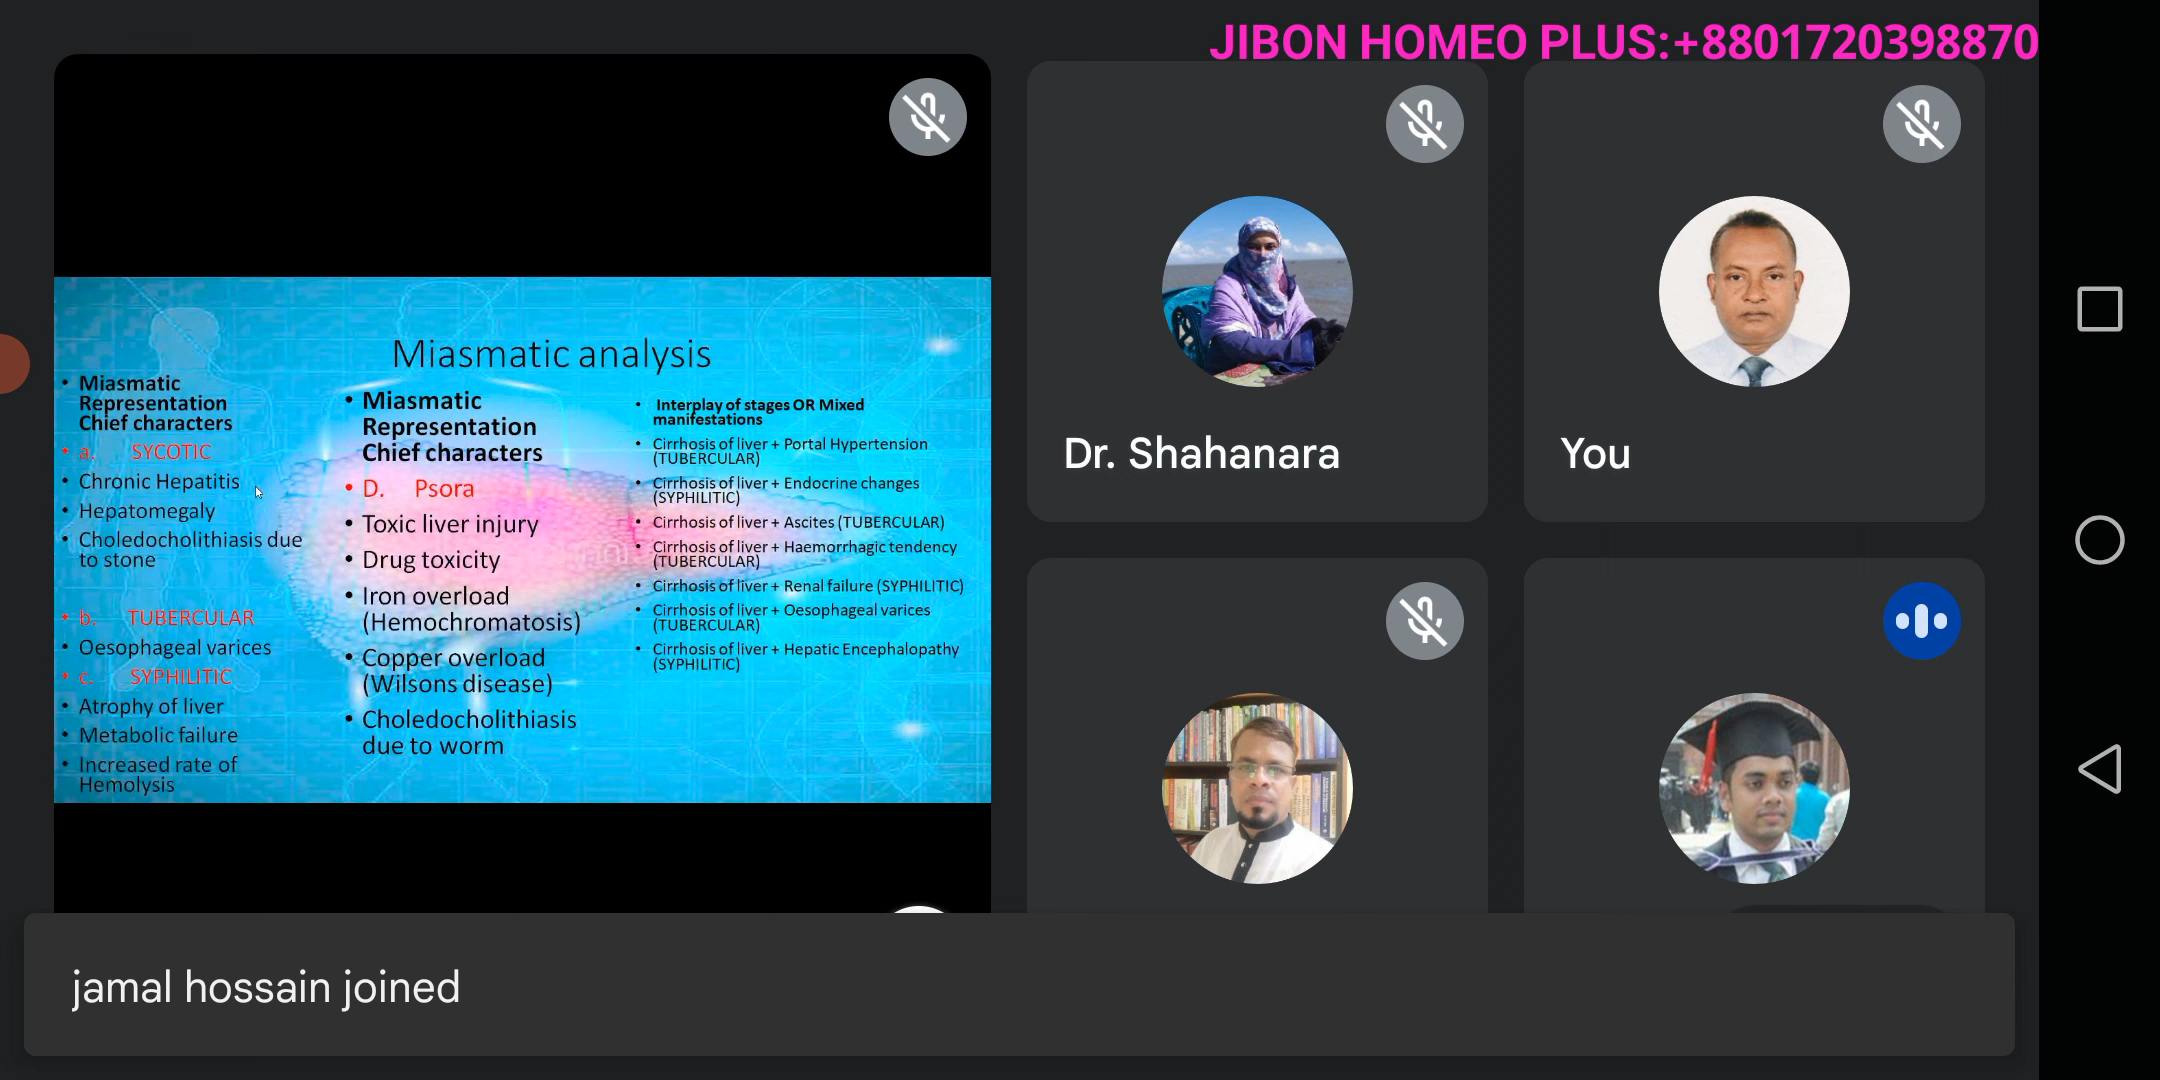 JIBON HOMEO PLUS:+8801720398870
Miasmatic analysis
• Miasmatic
Representation
Chief characters
• a. SYCOTIC
• Chronic Hepatitis
• Hepatomegaly
• Choledocholithiasis due
to stone
• b. TUBERCULAR
• Oesophageal varices
• c. SYPHILITIC
• Atrophy of liver
• Metabolic failure
• Increased rate of
Hemolysis
• Miasmatic
Representation
Chief characters
• D. Psora
• Toxic liver injury
• Drug toxicity
• Iron overload
(Hemochromatosis)
• Copper overload
(Wilsons disease)
• Choledocholithiasis
due to worm
• Interplay of stages OR Mixed
manifestations
• Cirrhosis of liver + Portal Hypertension
(TUBERCULAR)
• Cirrhosis of liver + Endocrine changes
(SYPHILITIC)
• Cirrhosis of liver + Ascites (TUBERCULAR)
• Cirrhosis of liver + Haemorrhagic tendency
(TUBERCULAR)
• Cirrhosis of liver + Renal failure (SYPHILITIC)
• Cirrhosis of liver + Oesophageal varices
(TUBERCULAR)
• Cirrhosis of liver + Hepatic Encephalopathy
(SYPHILITIC)
Dr. Shahanara
You
jamal hossain joined